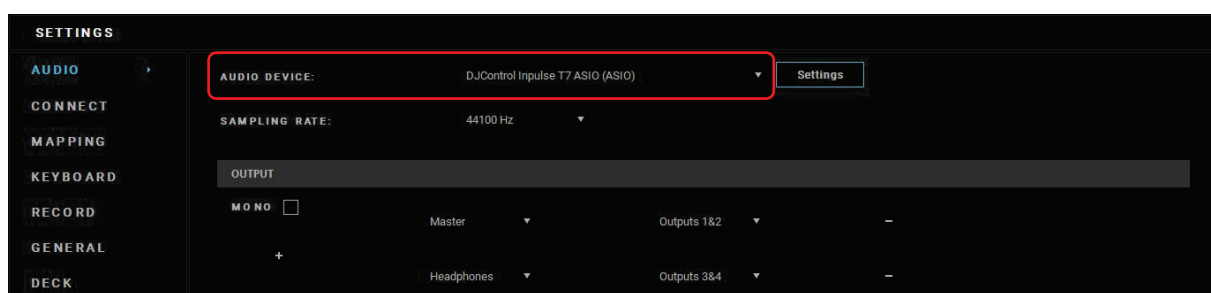 SETTINGS
AUDIO
AUDIO DEVICE: DJControl Inpulse T7 ASIO (ASIO) Settings
CONNECT
SAMPLING RATE: 44100 Hz
MAPPING
KEYBOARD
OUTPUT
RECORD
MONO
Master Outputs 1&2 –
GENERAL
+
DECK
Headphones Outputs 3&4 –